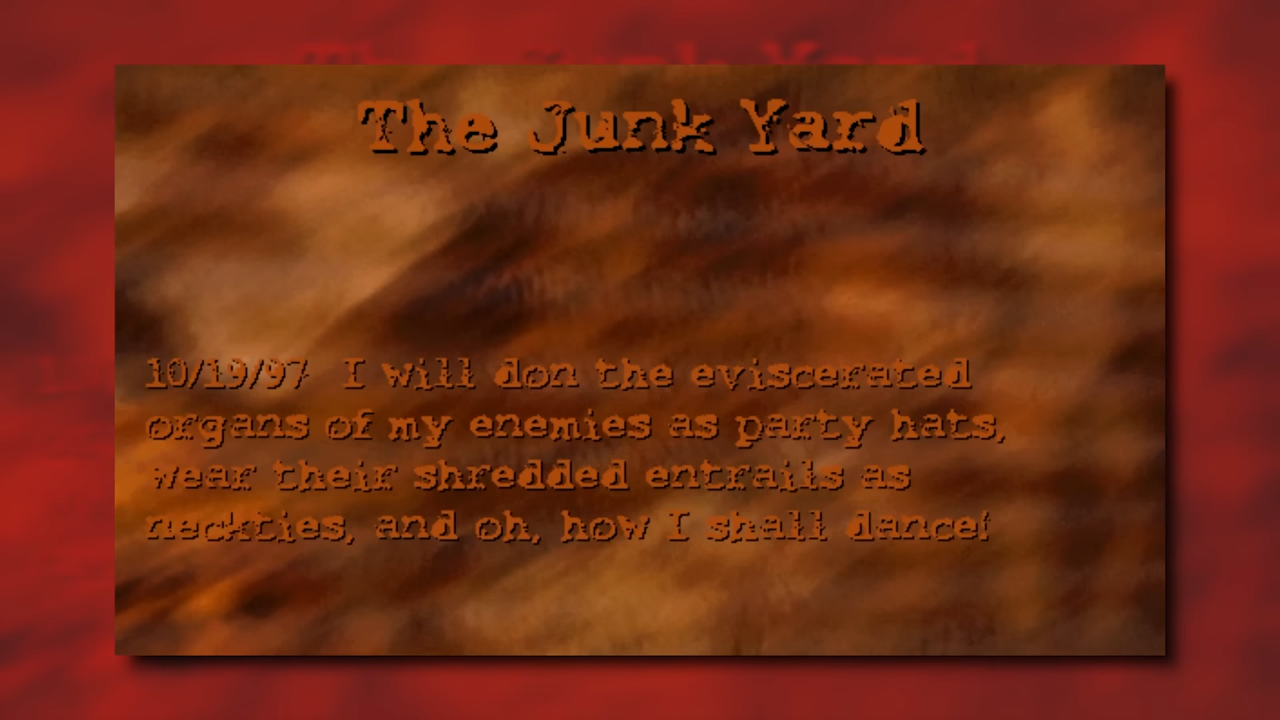 The Junk Yard
10/19/97 I will don the eviscerated
organs of my enemies as party hats,
wear their shredded entrails as
neckties, and oh, how I shall dance!